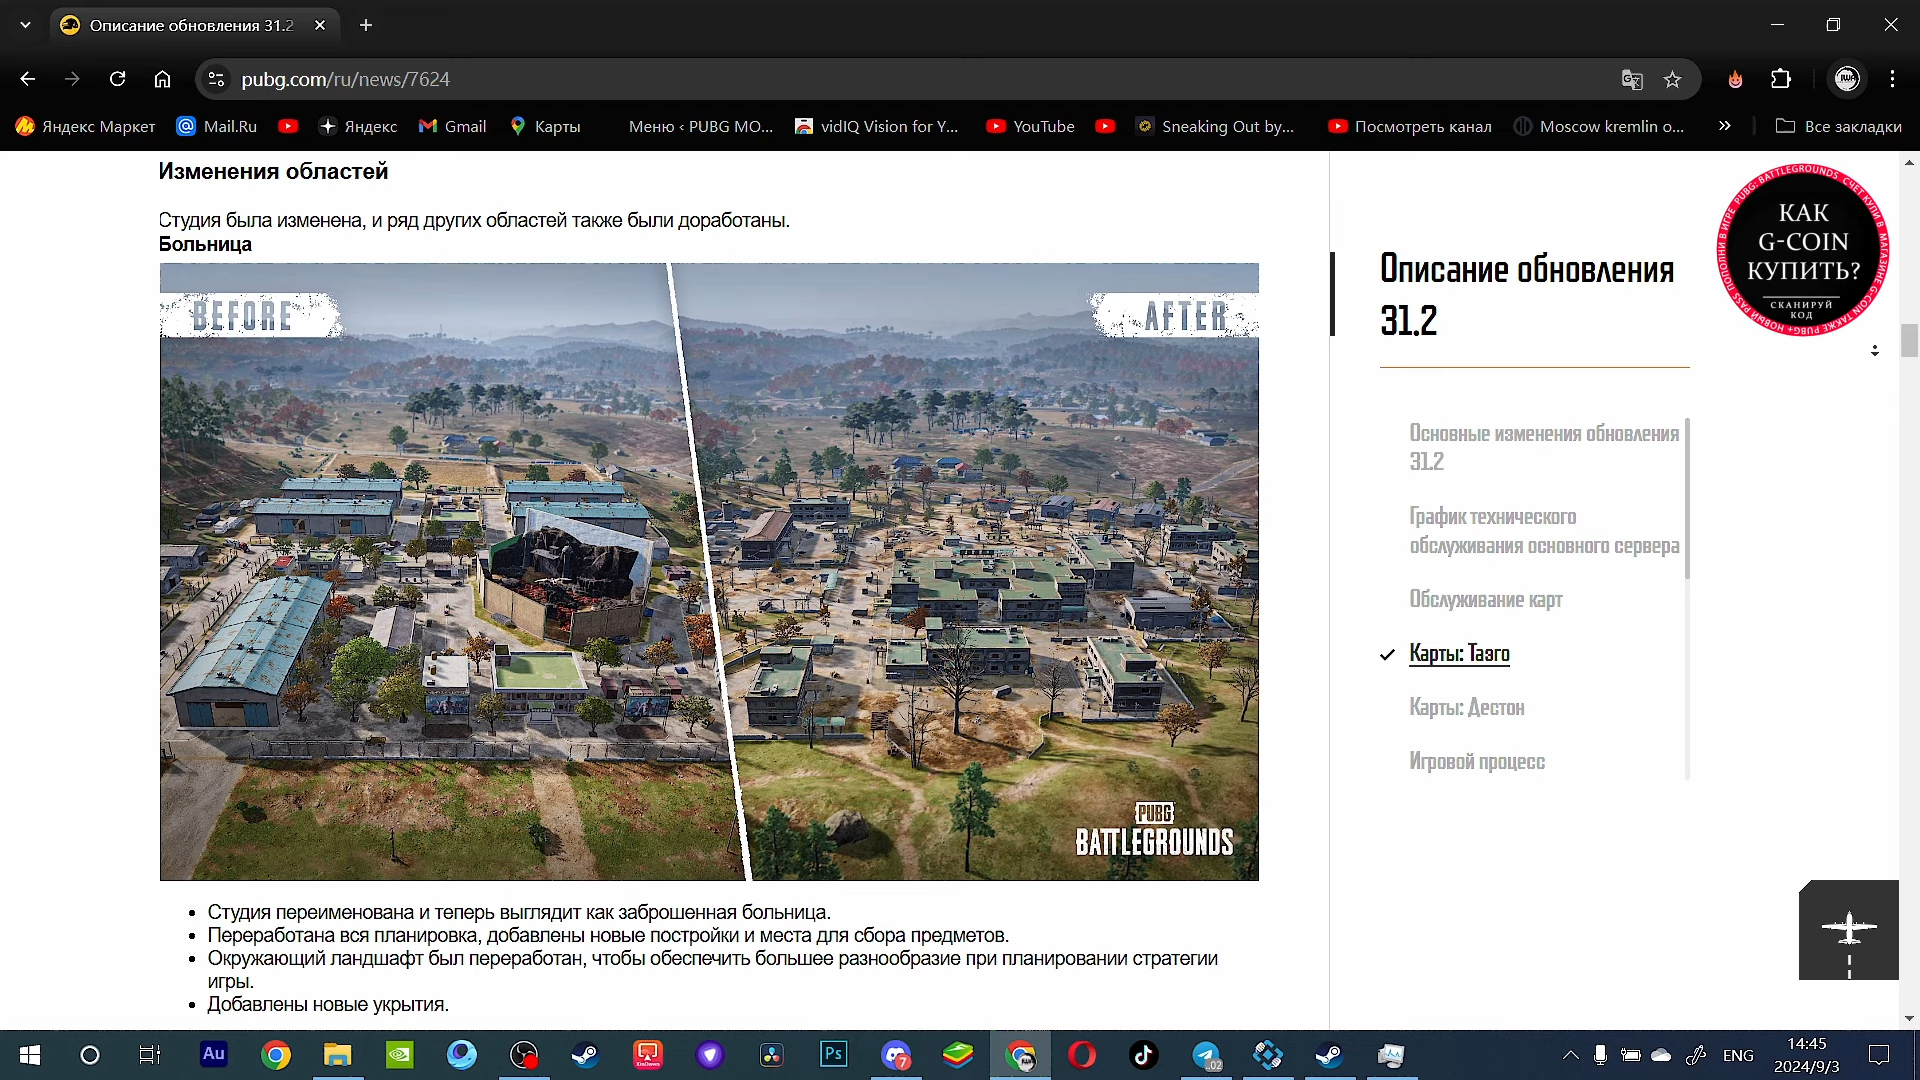 Описание обновления 31.2
pubg.com/ru/news/7624
Яндекс Маркет
Mail.Ru
Яндекс
Gmail
Карты
Меню ‹ PUBG MO...
vidIQ Vision for Y...
YouTube
Sneaking Out by...
Посмотреть канал
Moscow kremlin o...
Все закладки
Изменения областей
Студия была изменена, и ряд других областей также были доработаны.
Больница
BEFORE
AFTER
PUBG
BATTLEGROUNDS
Студия переименована и теперь выглядит как заброшенная больница.
Переработана вся планировка, добавлены новые постройки и места для сбора предметов.
Окружающий ландшафт был переработан, чтобы обеспечить большее разнообразие при планировании стратегии
игры.
Добавлены новые укрытия.
Описание обновления
31.2
Основные изменения обновления
31.2
График технического
обслуживания основного сервера
Обслуживание карт
Карты: Таэго
Карты: Дестон
Игровой процесс
КАК
G-COIN
КУПИТЬ?
СКАНИРУЙ
КОД
Au
Ps
7
02
ENG
14:45
2024/9/3